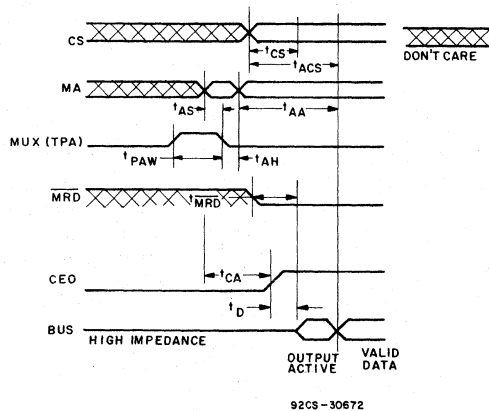 CS
tCS
tACS
DON'T CARE
MA
tAS
tAA
MUX (TPA)
tPAW
tAH
MRD
tMRD
tCA
CEO
tD
BUS
HIGH IMPEDANCE
OUTPUT
ACTIVE
VALID
DATA
92CS-30672